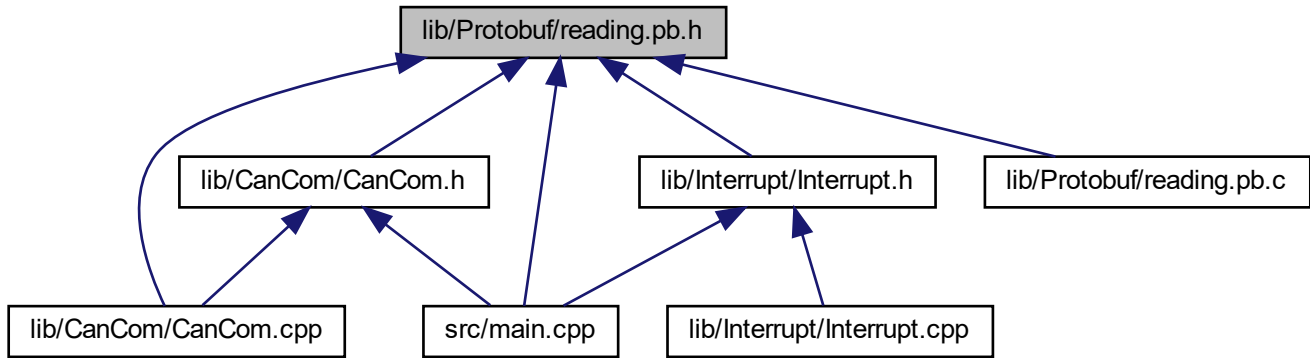 lib/Protobuf/reading.pb.h
lib/CanCom/CanCom.h
lib/Interrupt/Interrupt.h
lib/Protobuf/reading.pb.c
lib/CanCom/CanCom.cpp
src/main.cpp
lib/Interrupt/Interrupt.cpp